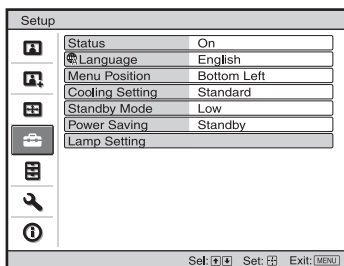 Setup
Status On
Language English
Menu Position Bottom Left
Cooling Setting Standard
Standby Mode Low
Power Saving Standby
Lamp Setting
Sel: Set: Exit: MENU